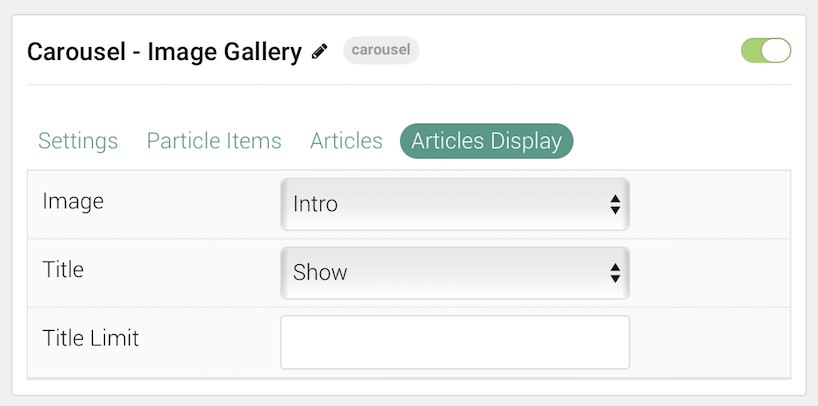 Carousel - Image Gallery carousel
Settings Particle Items Articles Articles Display
Image Intro
Title Show
Title Limit